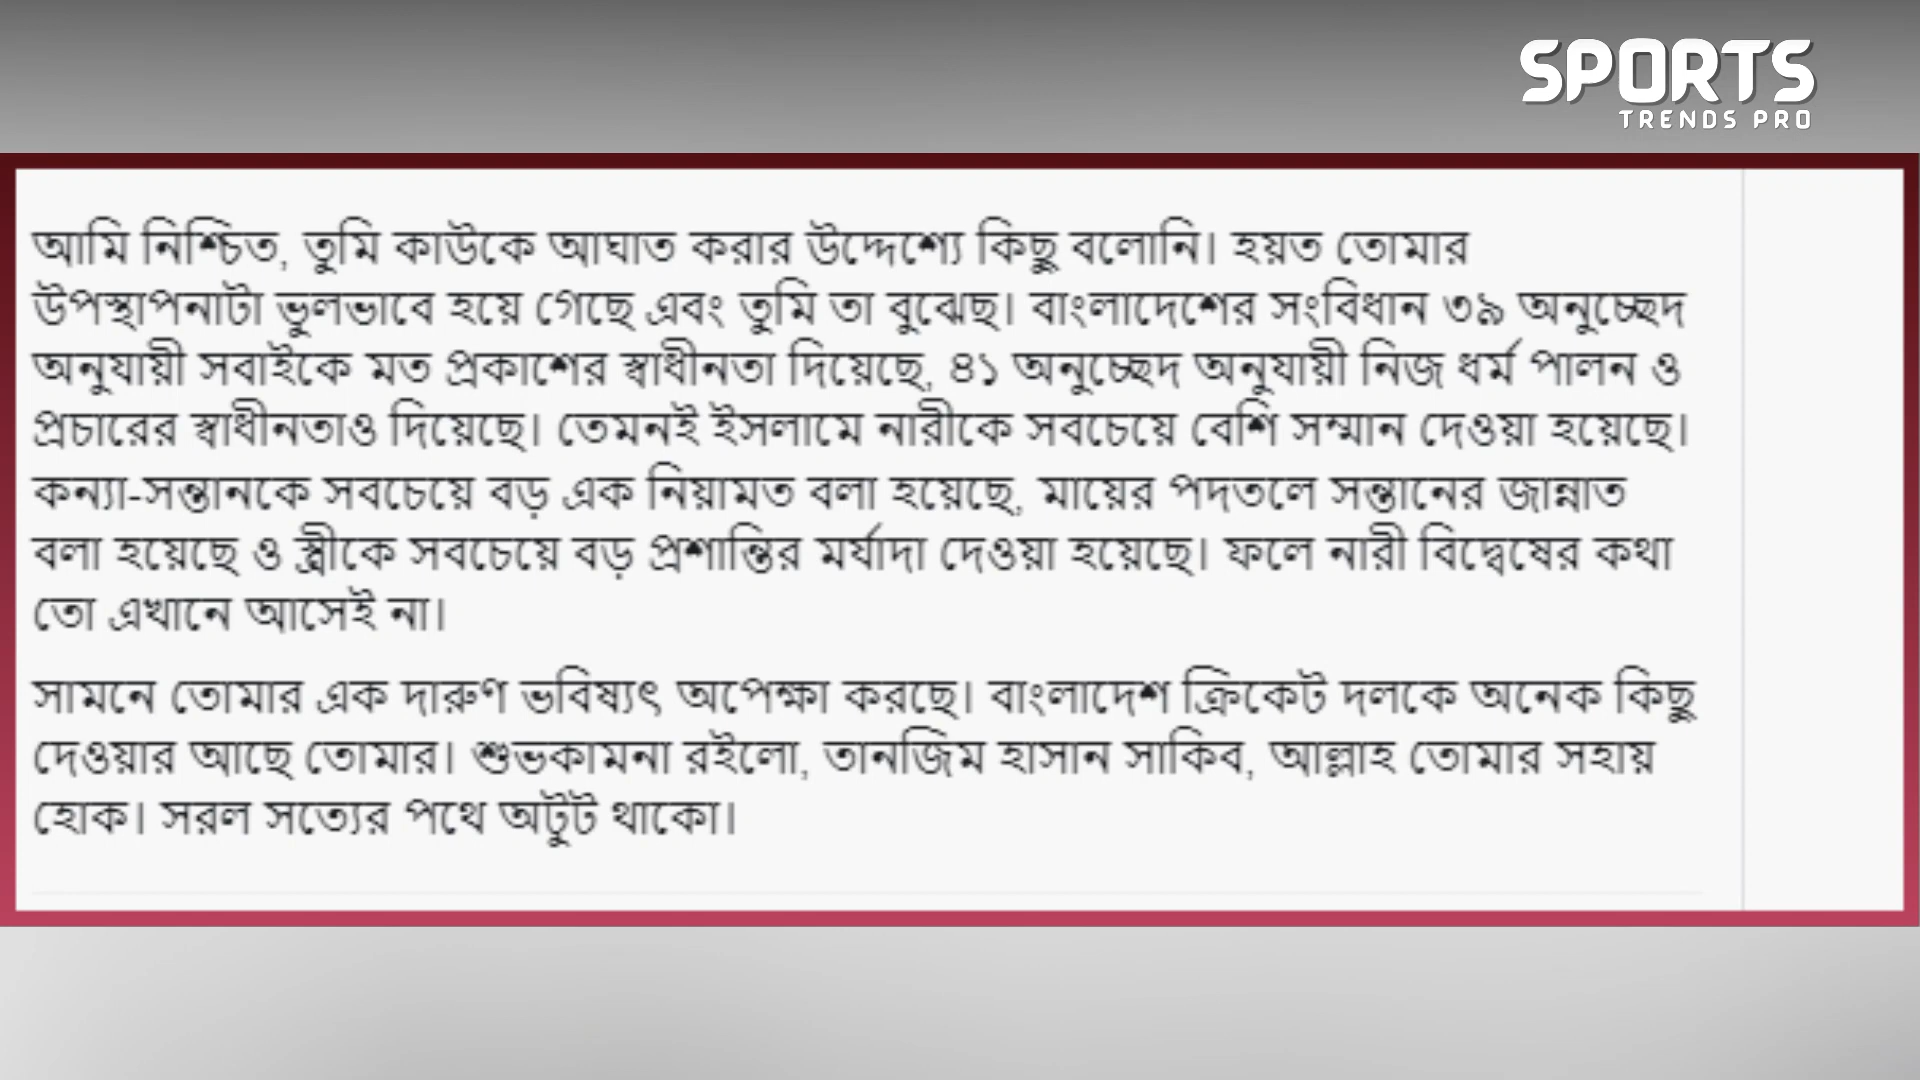 SPORTS
TRENDS PRO
আমি নিশ্চিত, তুমি কাউকে আঘাত করার উদ্দেশ্যে কিছু বলোনি। হয়ত তোমার
উপস্থাপনাটা ভুলভাবে হয়ে গেছে এবং তুমি তা বুঝেছ। বাংলাদেশের সংবিধান ৩৯ অনুচ্ছেদ
অনুযায়ী সবাইকে মত প্রকাশের স্বাধীনতা দিয়েছে, ৪১ অনুচ্ছেদ অনুযায়ী নিজ ধর্ম পালন ও
প্রচারের স্বাধীনতাও দিয়েছে। তেমনই ইসলামে নারীকে সবচেয়ে বেশি সম্মান দেওয়া হয়েছে।
কন্যা-সন্তানকে সবচেয়ে বড় এক নিয়ামত বলা হয়েছে, মায়ের পদতলে সন্তানের জান্নাত
বলা হয়েছে ও স্ত্রীকে সবচেয়ে বড় প্রশান্তির মর্যাদা দেওয়া হয়েছে। ফলে নারী বিদ্বেষের কথা
তো এখানে আসেই না।
সামনে তোমার এক দারুণ ভবিষ্যৎ অপেক্ষা করছে। বাংলাদেশ ক্রিকেট দলকে অনেক কিছু
দেওয়ার আছে তোমার। শুভকামনা রইলো, তানজিম হাসান সাকিব, আল্লাহ তোমার সহায়
হোক। সরল সত্যের পথে অটুট থাকো।